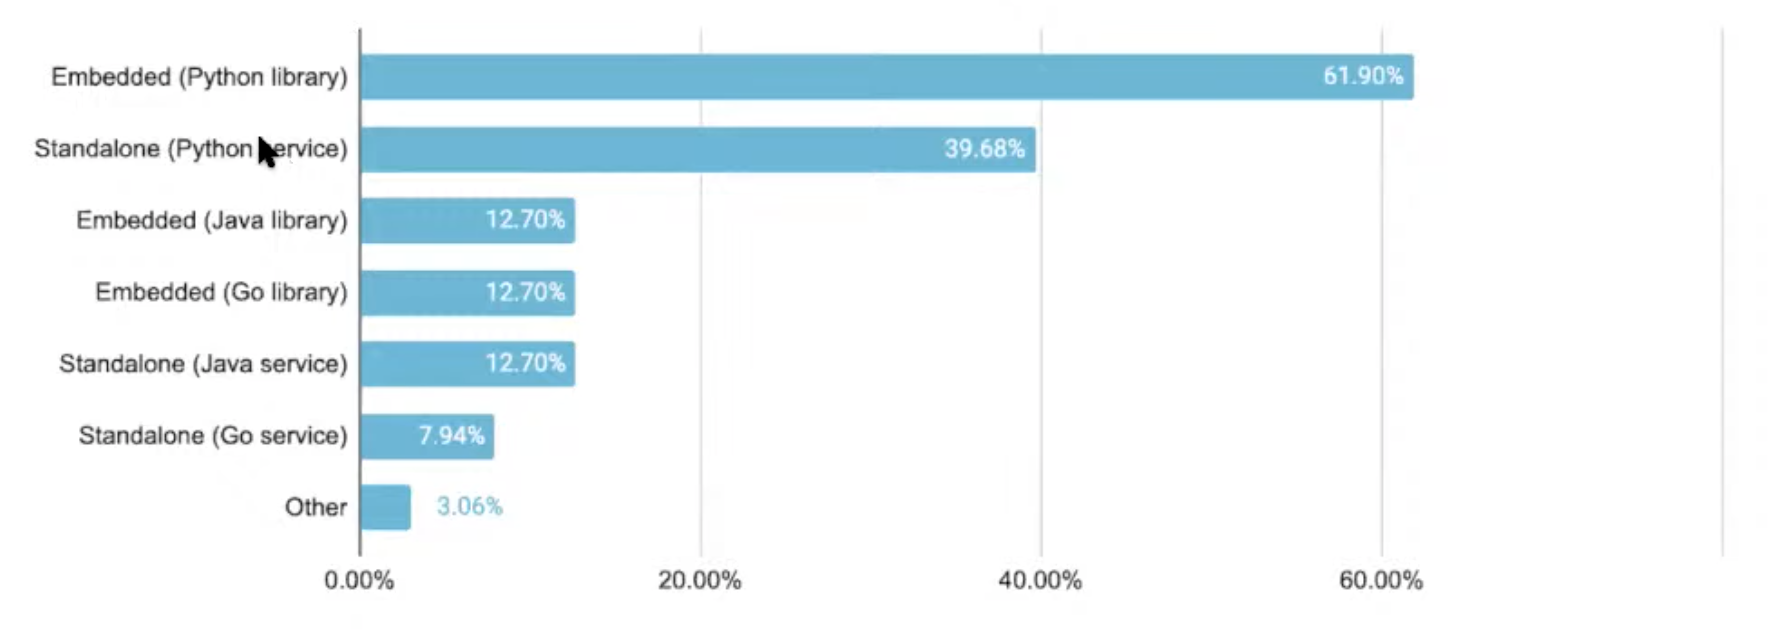 Embedded (Python library) 61.90%
Standalone (Python ervice) 39.68%
Embedded (Java library) 12.70%
Embedded (Go library) 12.70%
Standalone (Java service) 12.70%
Standalone (Go service) 7.94%
Other 3.06%
0.00% 20.00% 40.00% 60.00%